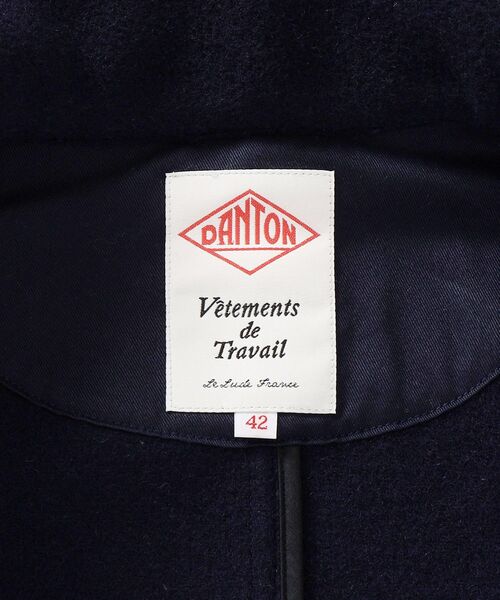 DANTON
Vêtements
de
Travail
Le Lude France
42